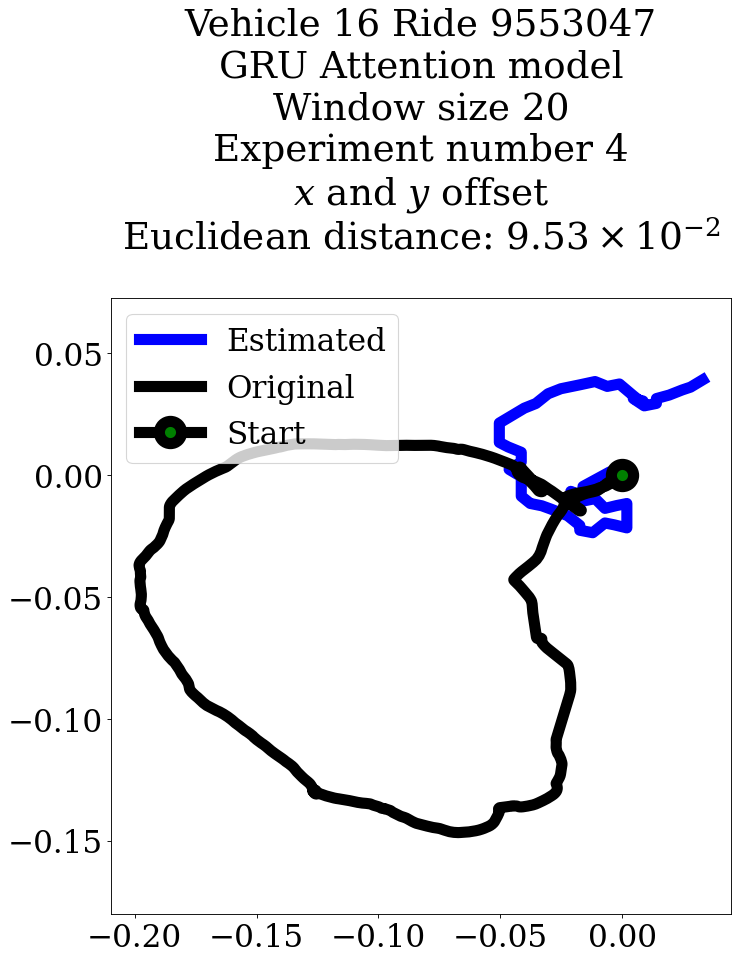 Vehicle 16 Ride 9553047
GRU Attention model
Window size 20
Experiment number 4
x and y offset
Euclidean distance: 9.53 × 10⁻²
Estimated
Original
Start
0.05
0.00
−0.05
−0.10
−0.15
−0.20 −0.15 −0.10 −0.05 0.00